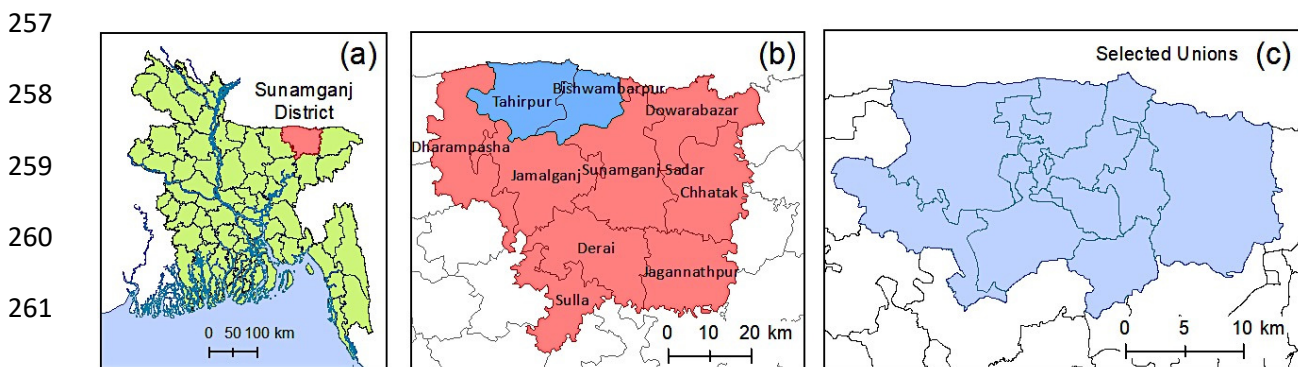 257
258
259
260
261
(a)
Sunamganj
District
0 50 100 km
(b)
Bishwambarpur
Tahirpur
Dowarabazar
Dharampasha
Jamalganj
Sunamganj Sadar
Chhatak
Derai
Jagannathpur
Sulla
0 10 20 km
Selected Unions
(c)
0 5 10 km